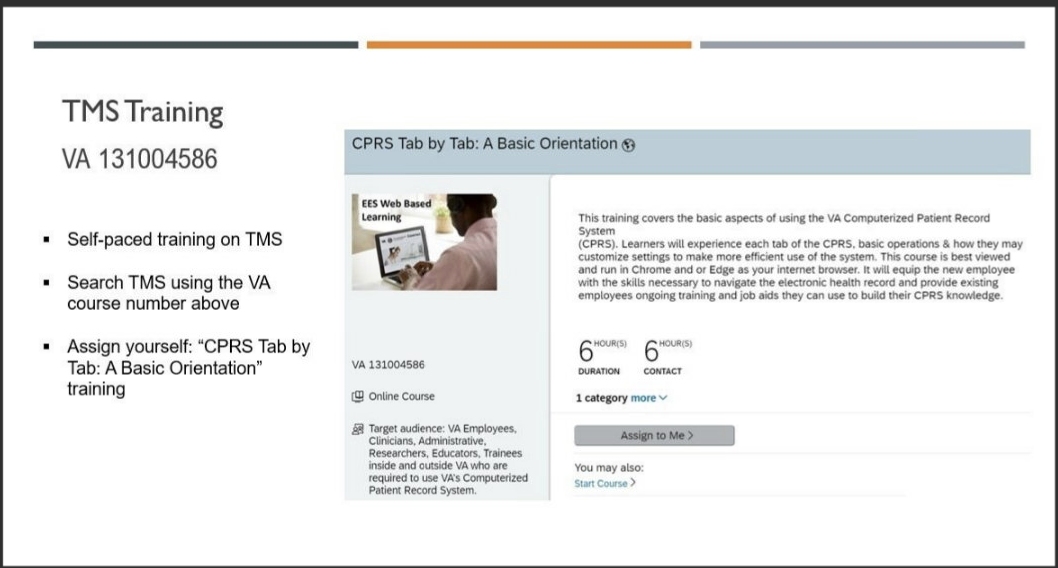 TMS Training
VA 131004586
▪ Self-paced training on TMS
▪ Search TMS using the VA
course number above
▪ Assign yourself: “CPRS Tab by
Tab: A Basic Orientation”
training
CPRS Tab by Tab: A Basic Orientation
EES Web Based
Learning
VA 131004586
Online Course
Target audience: VA Employees,
Clinicians, Administrative,
Researchers, Educators, Trainees
inside and outside VA who are
required to use VA's Computerized
Patient Record System.
This training covers the basic aspects of using the VA Computerized Patient Record
System
(CPRS). Learners will experience each tab of the CPRS, basic operations & how they may
customize settings to make more efficient use of the system. This course is best viewed
and run in Chrome and or Edge as your internet browser. It will equip the new employee
with the skills necessary to navigate the electronic health record and provide existing
employees ongoing training and job aids they can use to build their CPRS knowledge.
6 HOUR(S) 6 HOUR(S)
DURATION CONTACT
1 category more
Assign to Me >
You may also:
Start Course >